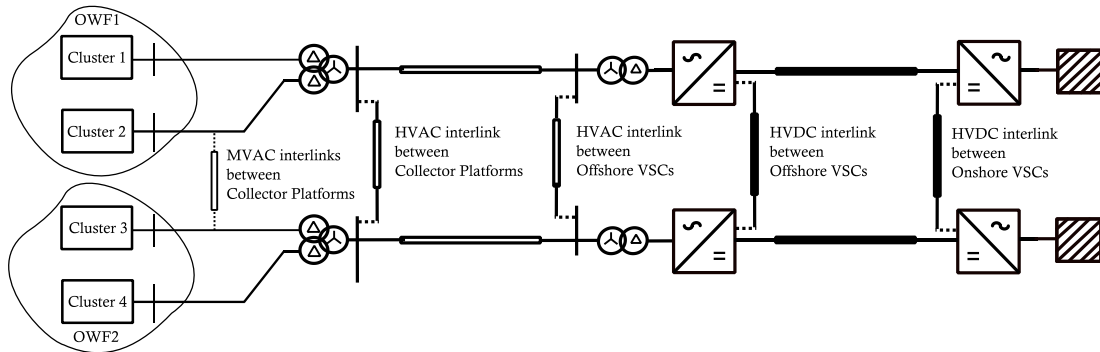 OWF1
Cluster 1
Cluster 2
MVAC interlinks
between
Collector Platforms
HVAC interlink
between
Collector Platforms
HVAC interlink
between
Offshore VSCs
HVDC interlink
between
Offshore VSCs
HVDC interlink
between
Onshore VSCs
Cluster 3
Cluster 4
OWF2